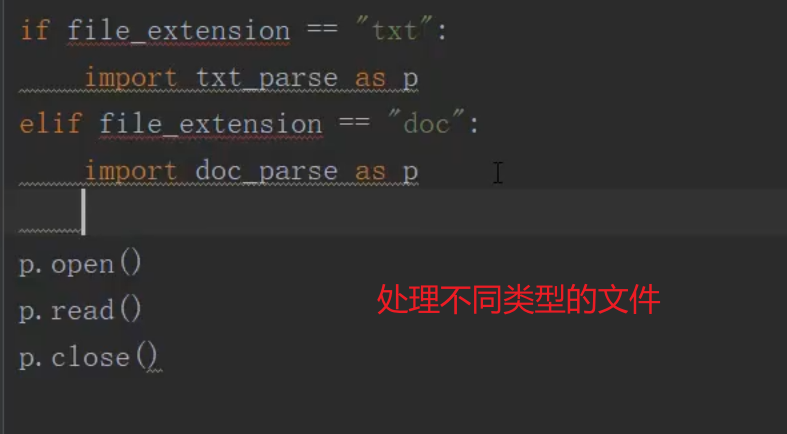 if file_extension == "txt":
    import txt_parse as p
elif file_extension == "doc":
    import doc_parse as p
p.open()
p.read()
处理不同类型的文件
p.close()